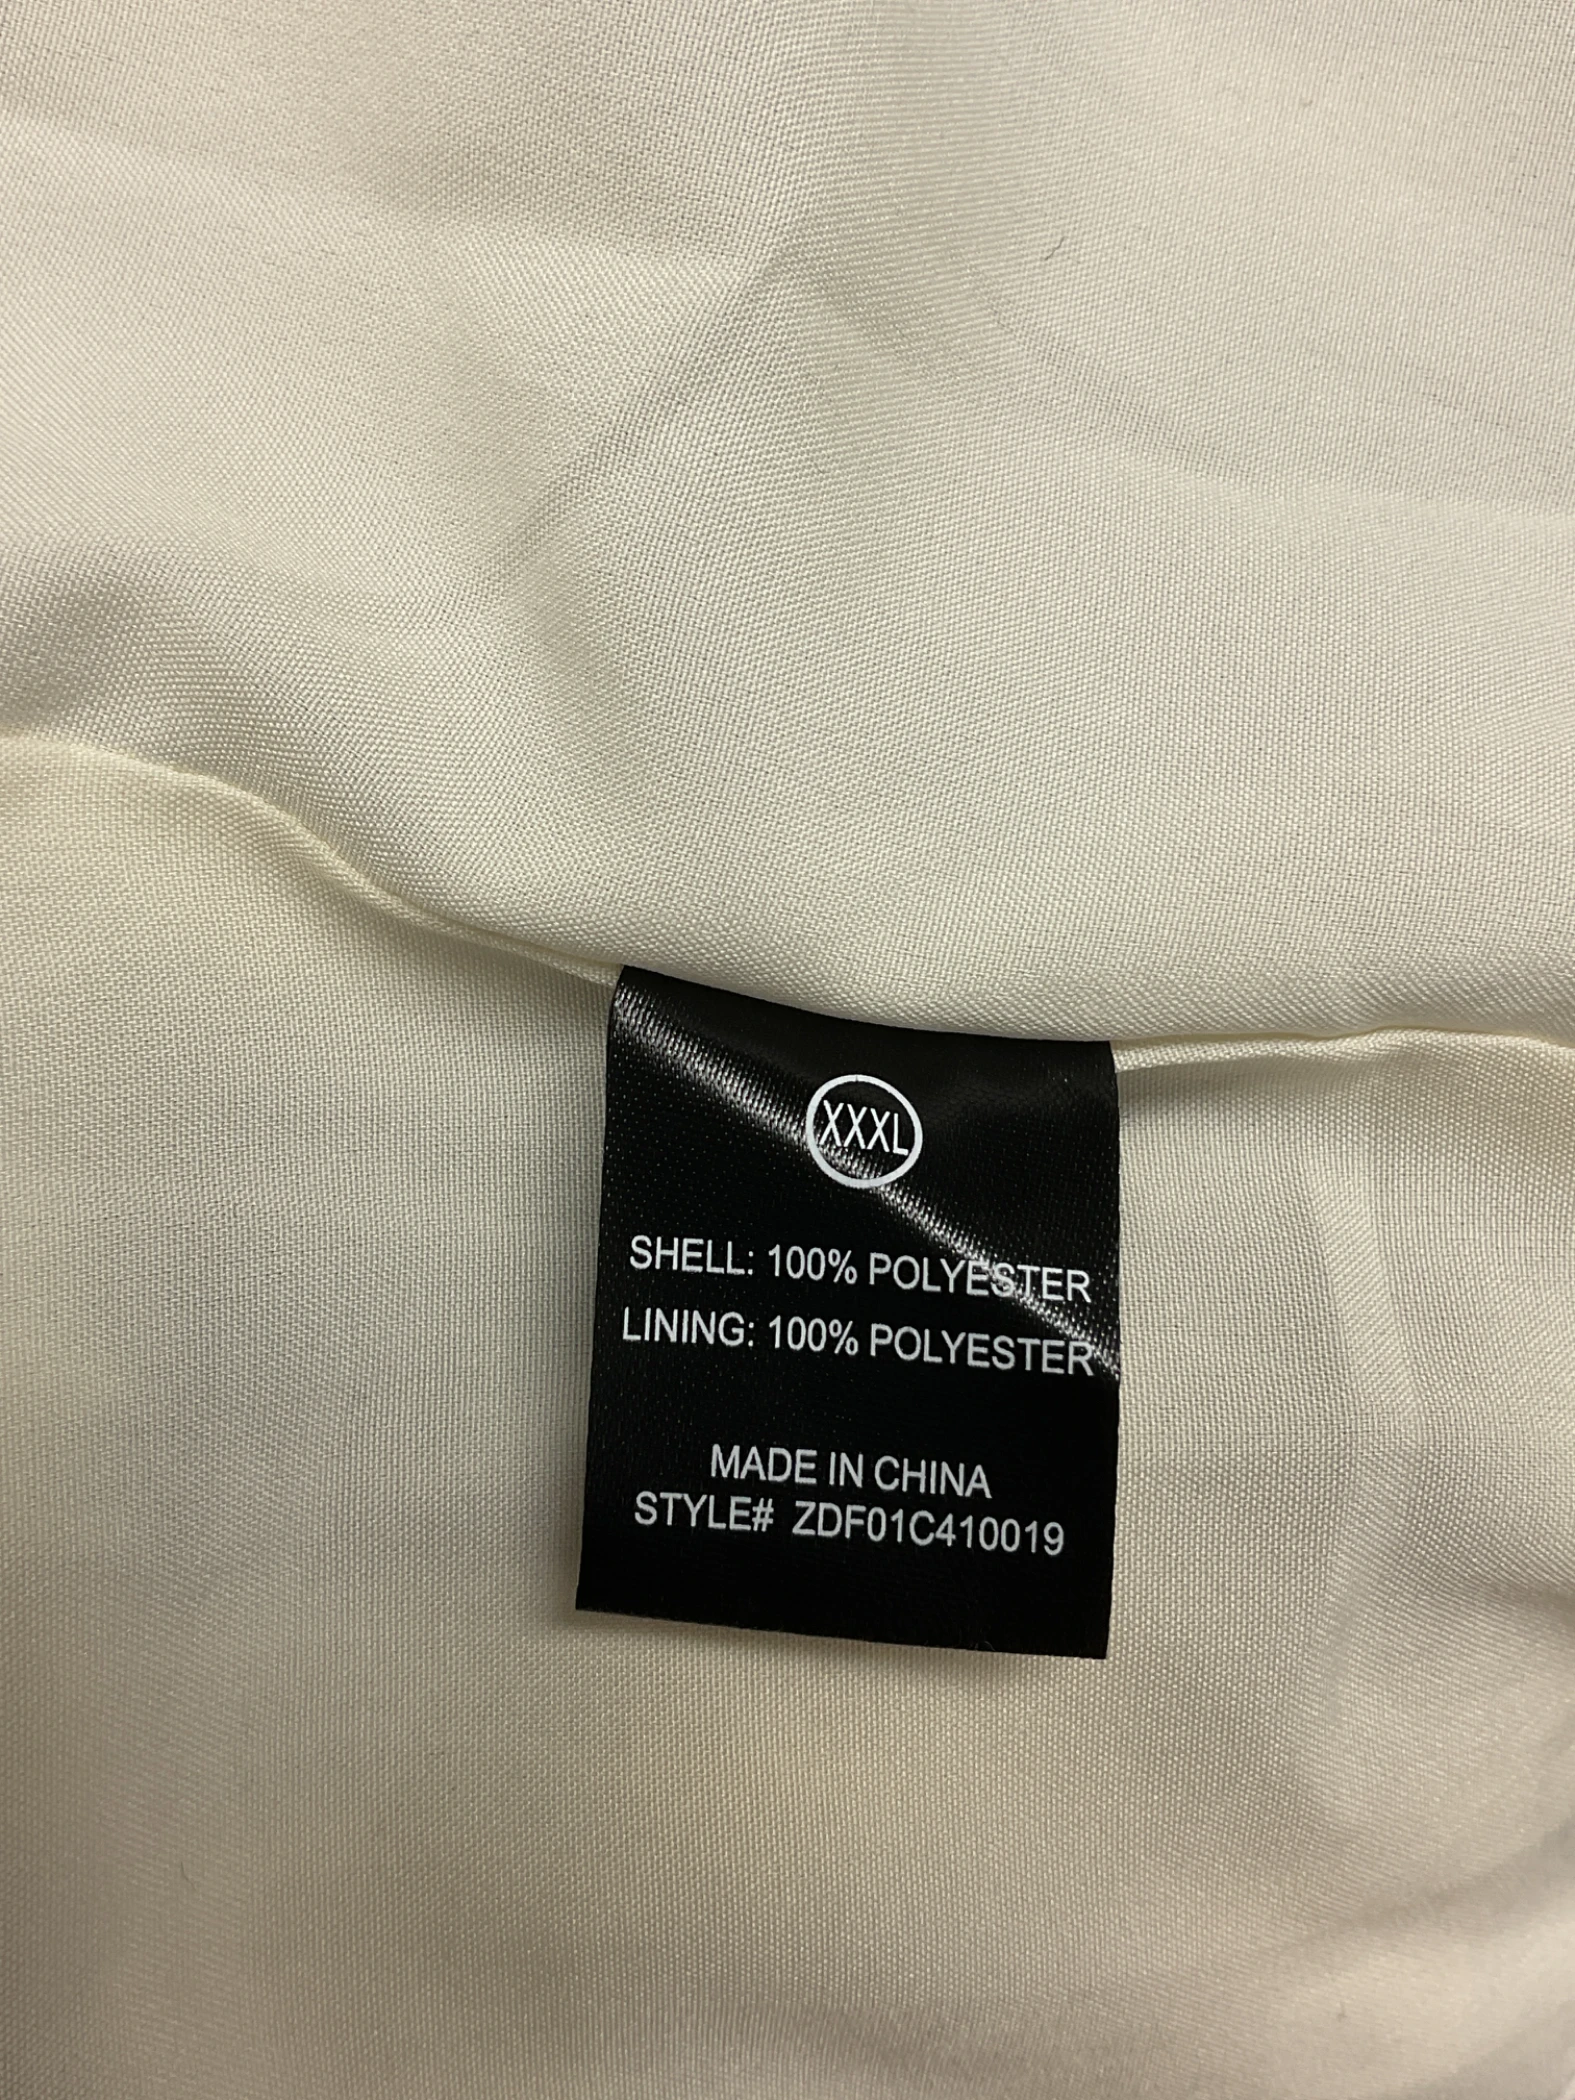 XXXL
SHELL: 100% POLYESTER
LINING: 100% POLYESTER
MADE IN CHINA
STYLE# ZDF01C410019